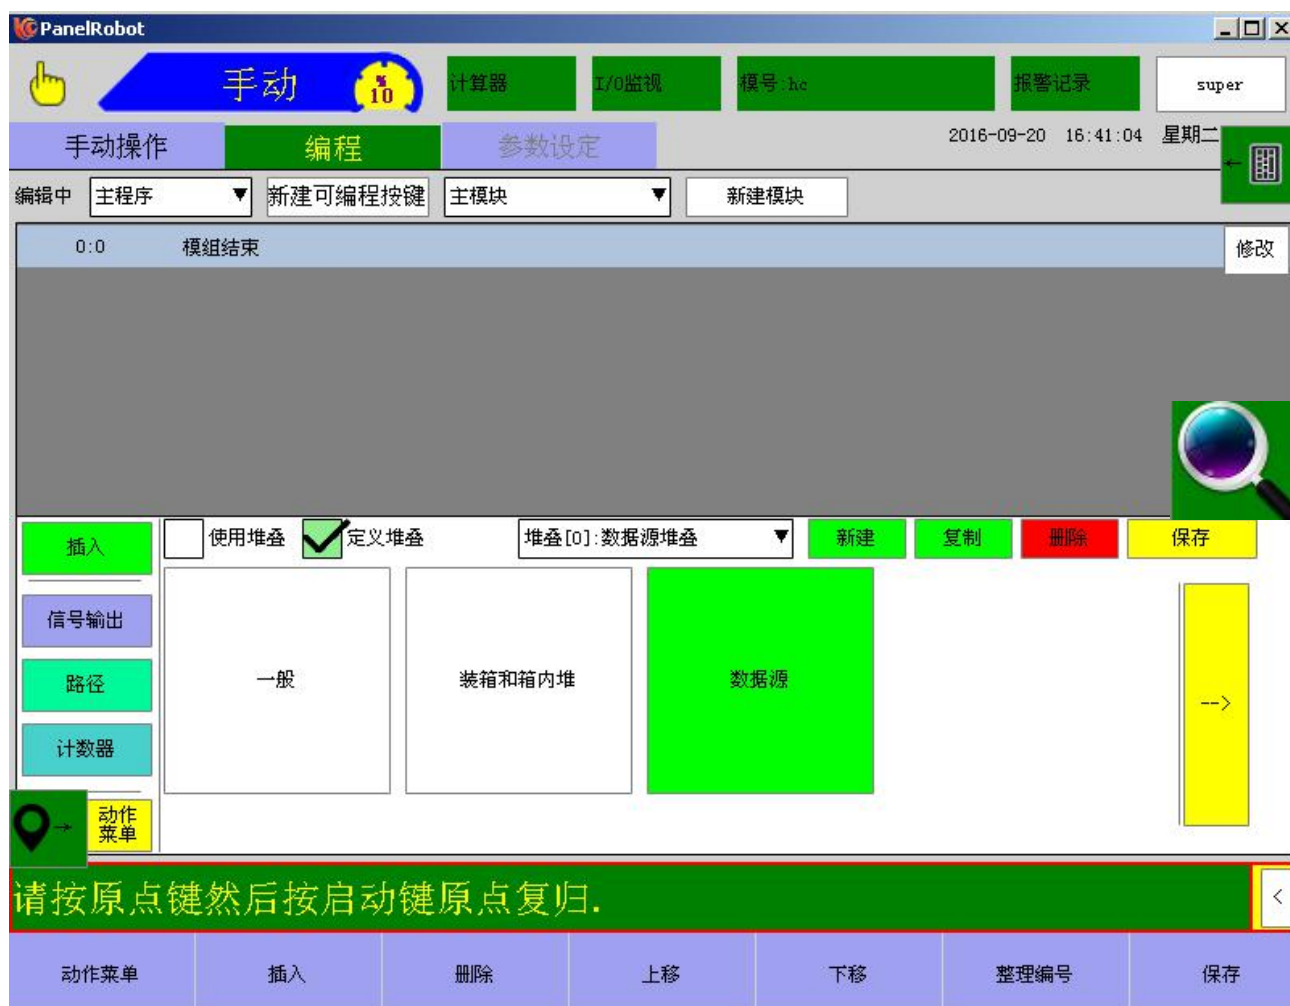 PanelRobot
手动 % 10 计算器 I/O监视 模号:hc 报警记录 super
手动操作 编程 参数设定 2016-09-20 16:41:04 星期二
编辑中 主程序 新建可编程按键 主模块 新建模块
0:0 模组结束 修改
插入 使用堆叠 定义堆叠 堆叠[0]:数据源堆叠 新建 复制 删除 保存
信号输出
路径 一般 装箱和箱内堆 数据源 -->
计数器
动作
菜单
请按原点键然后按启动键原点复归.
动作菜单 插入 删除 上移 下移 整理编号 保存